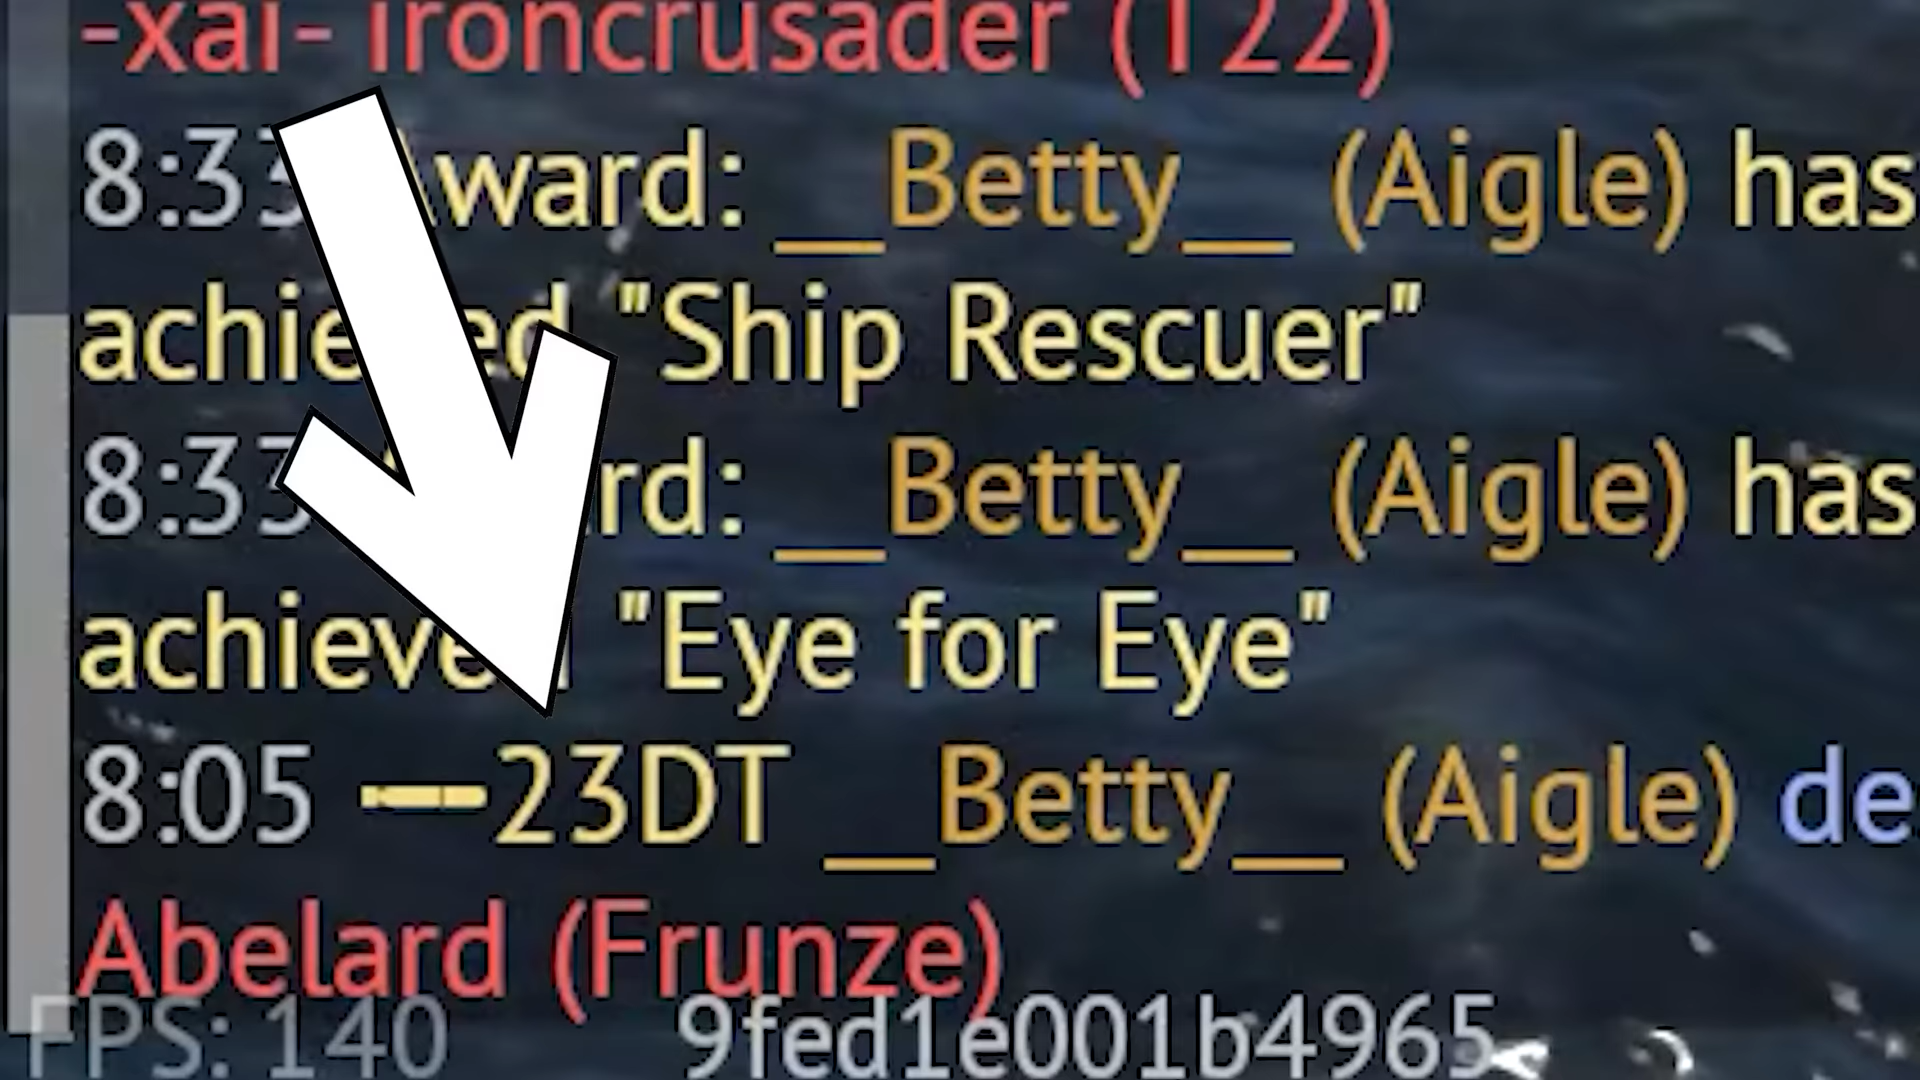 -xai- Ironcrusader (T22)
8:33 Award: __Betty__ (Aigle) has
achieved "Ship Rescuer"
8:33 Award: __Betty__ (Aigle) has
achieved "Eye for Eye"
8:05 23DT __Betty__ (Aigle) de
Abelard (Frunze)
FPS: 140 9fed1e001b4965